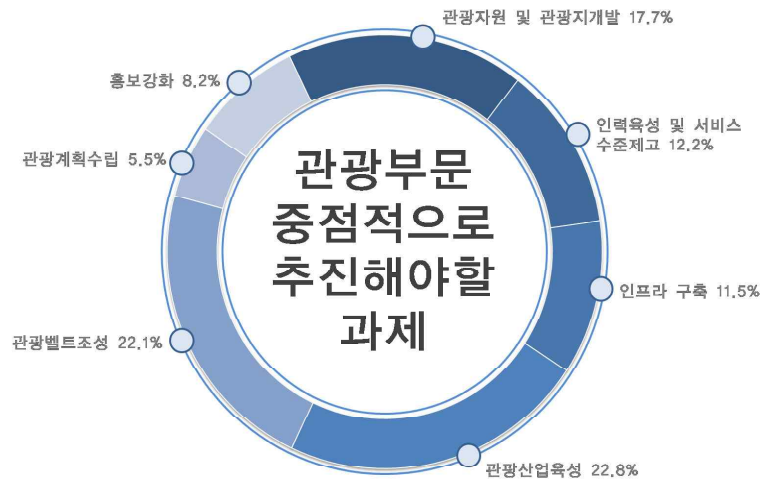 관광자원 및 관광지개발 17.7%
홍보강화 8.2%
인력육성 및 서비스
수준제고 12.2%
관광계획수립 5.5%
관광부문
중점적으로
추진해야할
과제
인프라 구축 11.5%
관광벨트조성 22.1%
관광산업육성 22.8%